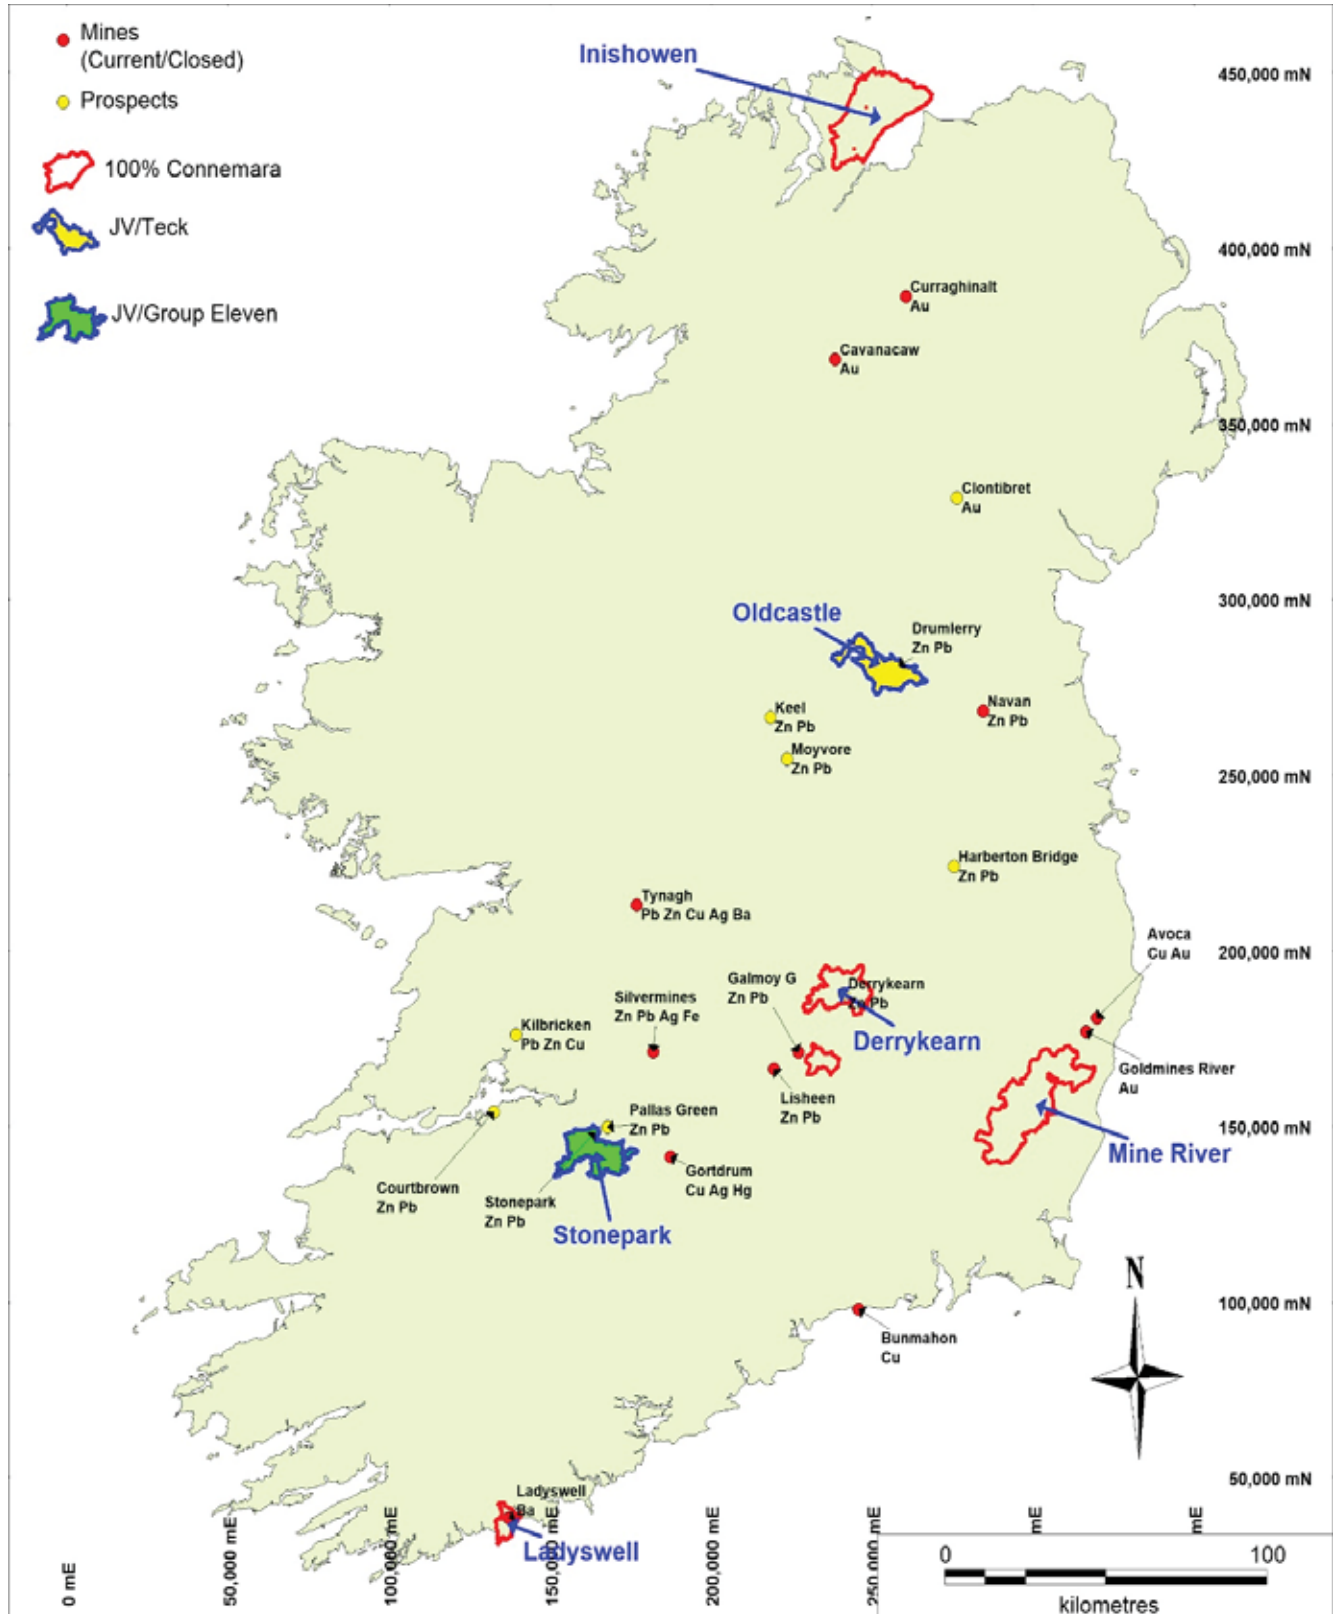 Mines
(Current/Closed)
Prospects
100% Connemara
JV/Teck
JV/Group Eleven
Inishowen
450,000 mN
400,000 mN
Curraghinalt
Au
Cavanacaw
Au
350,000 mN
Clontibret
Au
300,000 mN
Oldcastle
Drumlerry
Zn Pb
Keel
Zn Pb
Navan
Zn Pb
Moyvore
Zn Pb
250,000 mN
Harberton Bridge
Zn Pb
Tynagh
Pb Zn Cu Ag Ba
Avoca
Cu Au
200,000 mN
Galmoy G
Zn Pb
Derrykearn
Zn Pb
Silvermines
Zn Pb Ag Fe
Kilbricken
Pb Zn Cu
Derrykearn
Goldmines River
Au
Lisheen
Zn Pb
Pallas Green
Zn Pb
150,000 mN
Mine River
Gortdrum
Cu Ag Hg
Courtbrown
Zn Pb
Stonepark
Zn Pb
Stonepark
N
100,000 mN
Bunmahon
Cu
50,000 mN
Ladyswell
Ba
Ladyswell
0 mE
50,000 mE
100,000 mE
150,000 mE
200,000 mE
250,000 mE
mE
mE
0 100
kilometres